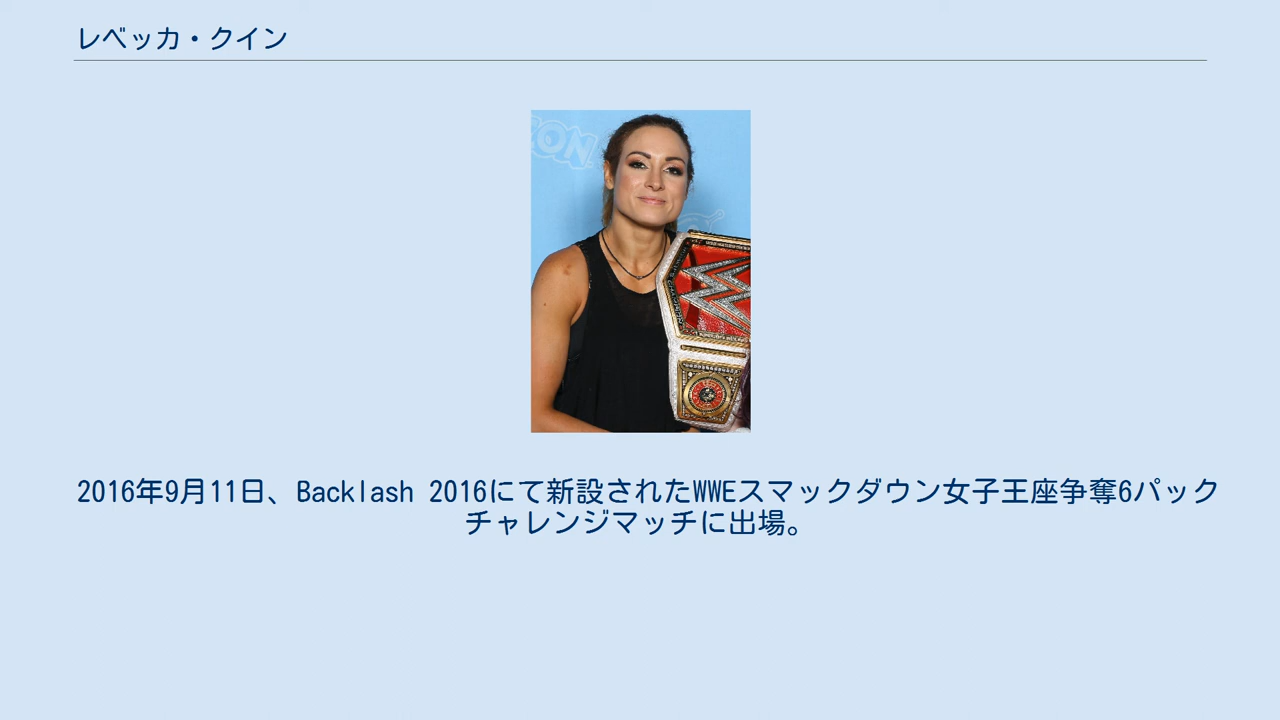 レベッカ・クイン
CON
2016年9月11日、Backlash 2016にて新設されたWWEスマックダウン女子王座争奪6パック
チャレンジマッチに出場。